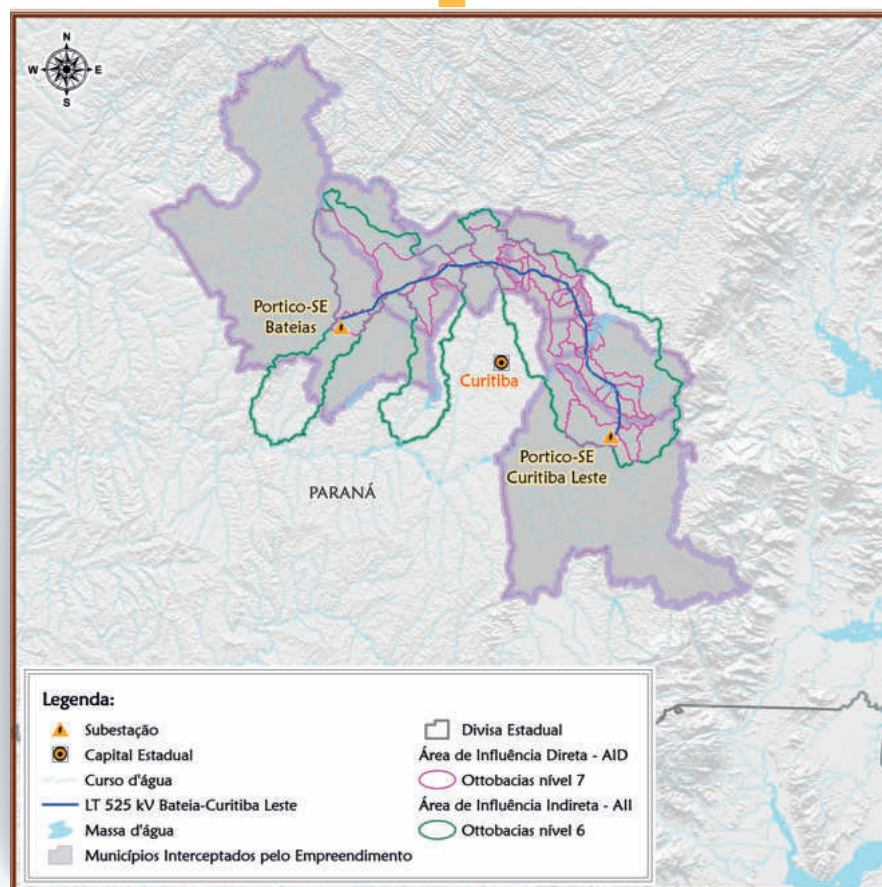 N
W
E
S
Portico-SE
Bateias
Curitiba
Portico-SE
Curitiba Leste
PARANÁ
Legenda:
Subestação
Capital Estadual
Curso d'água
LT 525 kV Bateia-Curitiba Leste
Massa d'água
Municípios Interceptados pelo Empreendimento
Divisa Estadual
Área de Influência Direta - AID
Ottobacias nível 7
Área de Influência Indireta - AII
Ottobacias nível 6